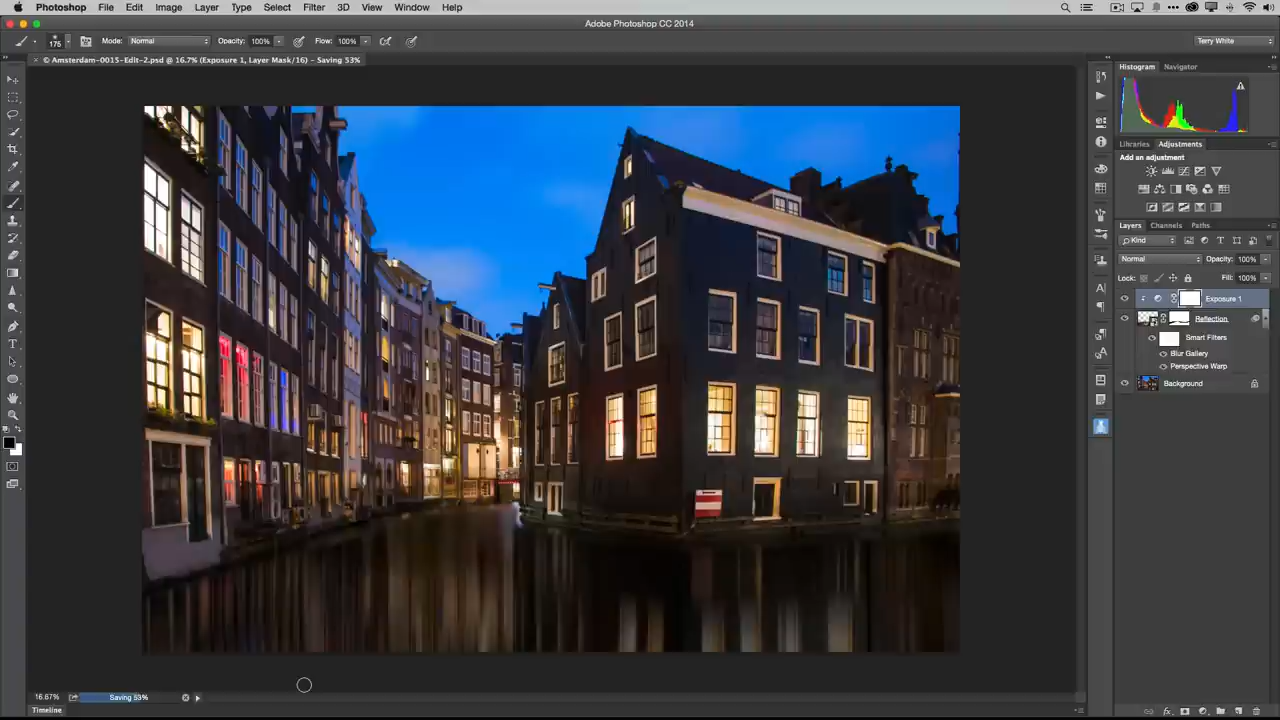 Photoshop File Edit Image Layer Type Select Filter 3D View Window Help
Adobe Photoshop CC 2014
175 Mode: Normal Opacity: 100% Flow: 100% Terry White
× © Amsterdam-0015-Edit-2.psd @ 16.7% (Exposure 1, Layer Mask/16) - Saving 53%
Histogram Navigator
Libraries Adjustments
Add an adjustment
Layers Channels Paths
Kind
Normal Opacity: 100%
Lock: Fill: 100%
Exposure 1
Reflection
Smart Filters
Blur Gallery
Perspective Warp
Background
16.67% Saving 53%
Timeline